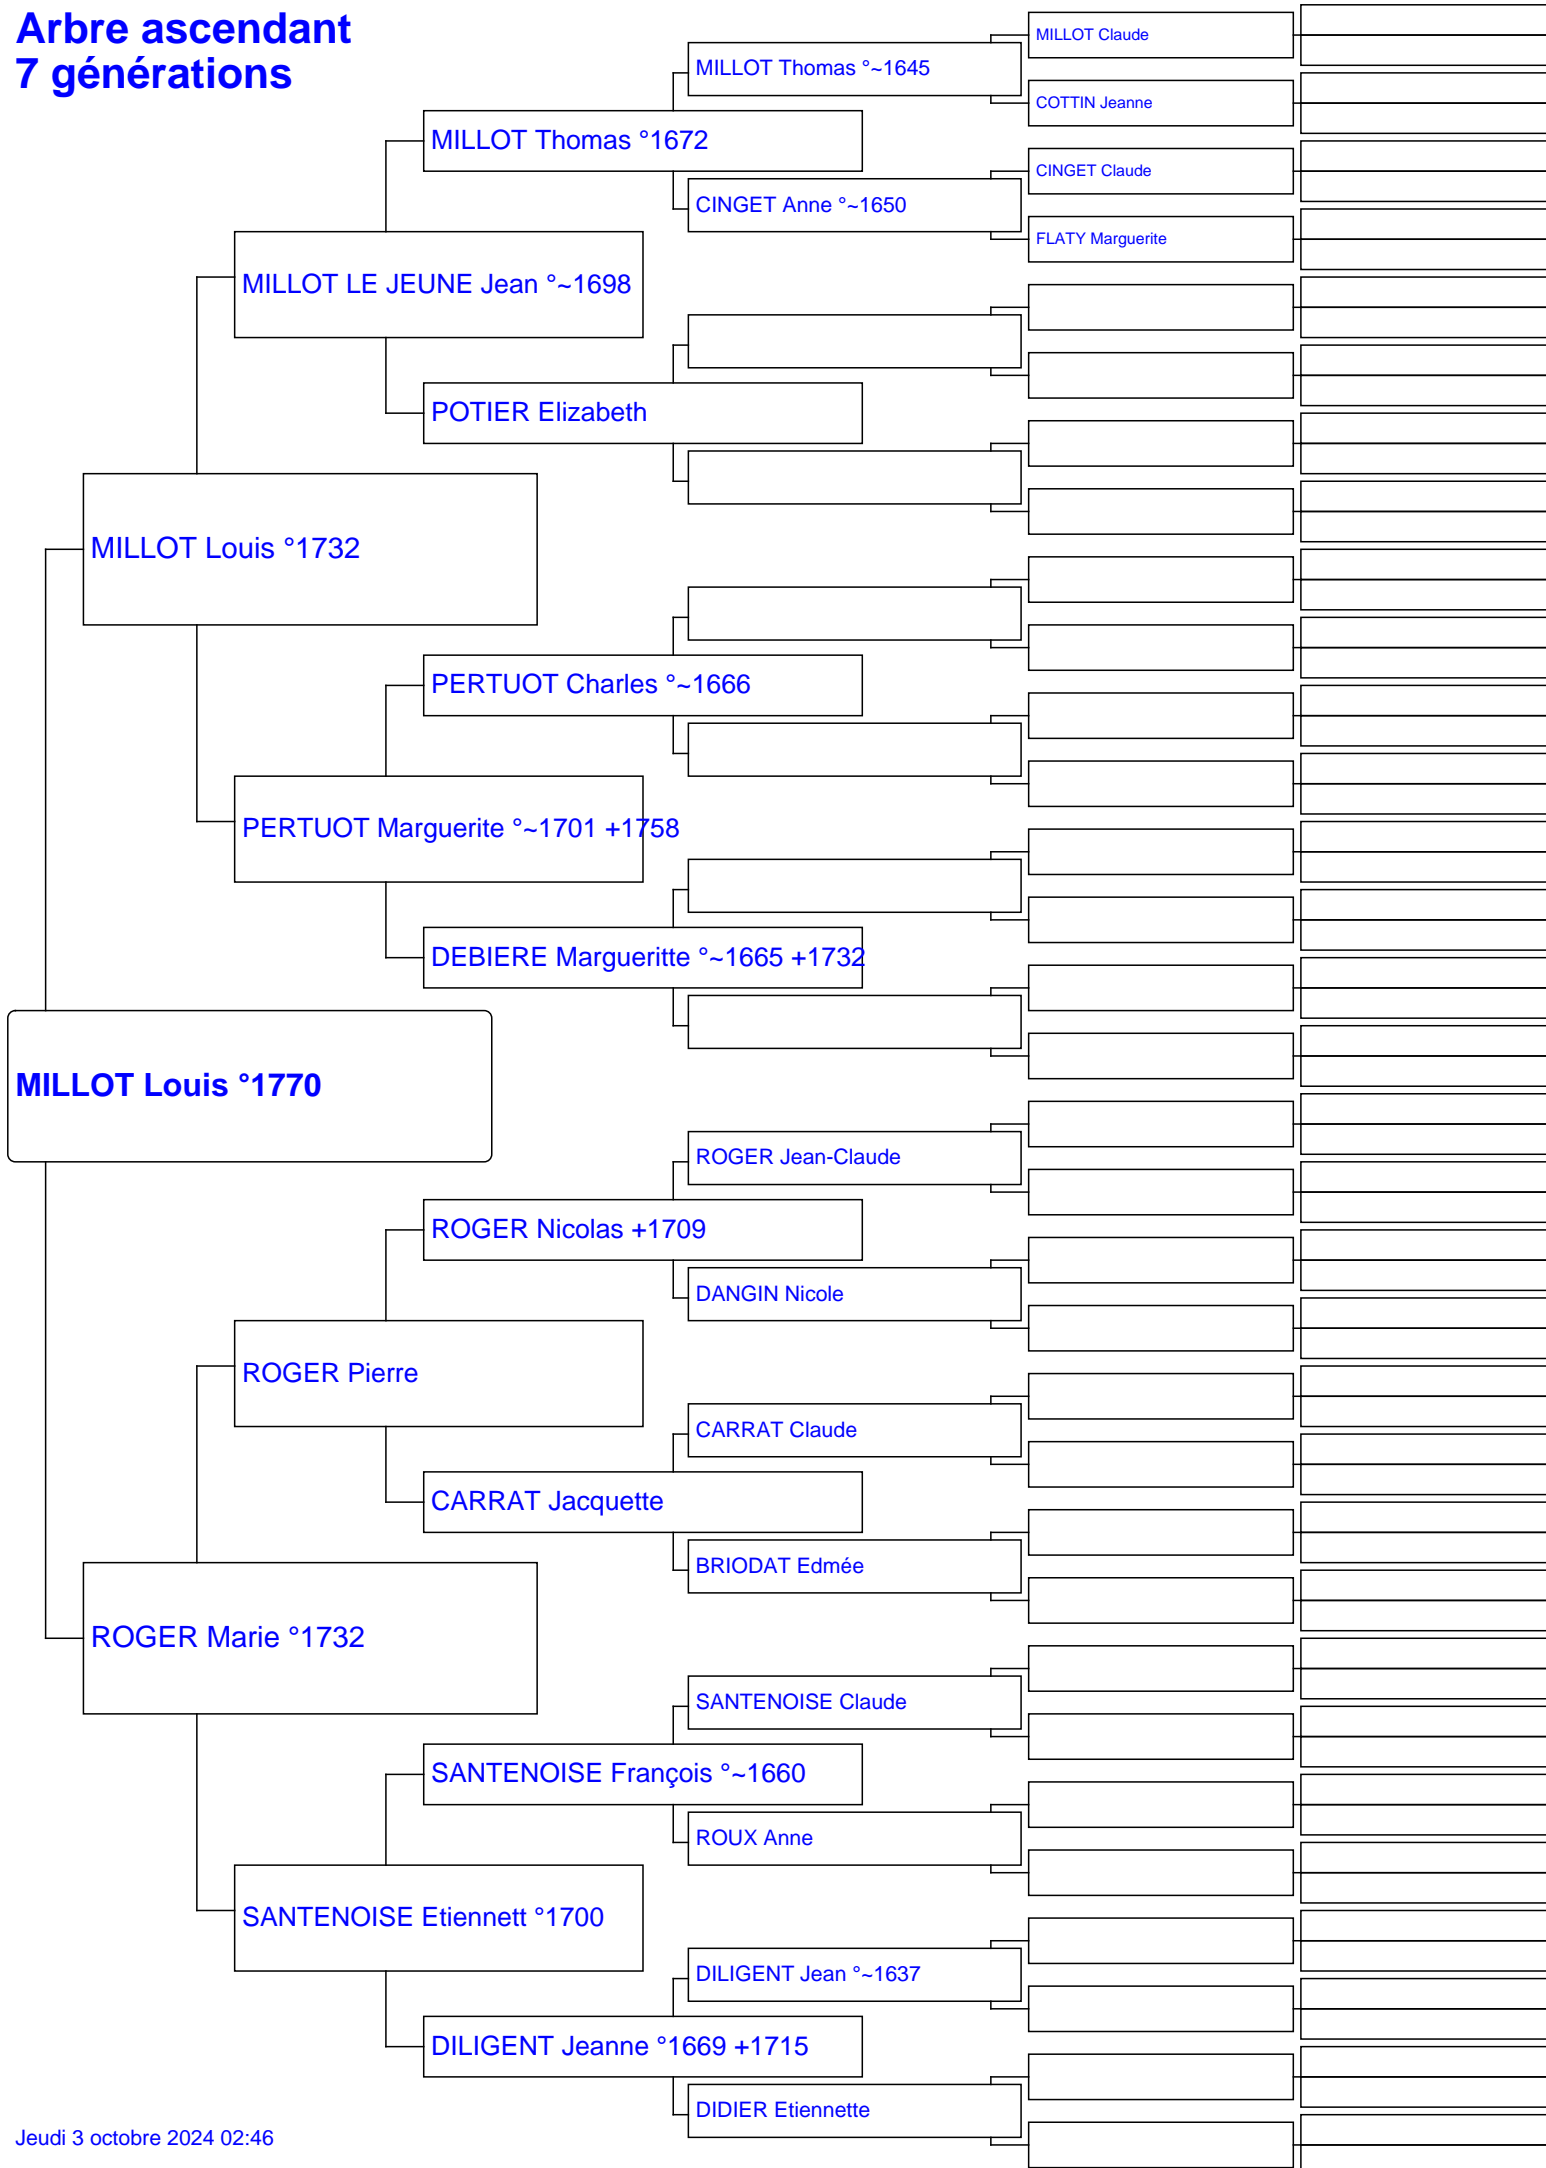 Arbre ascendant
7 générations
MILLOT Claude
MILLOT Thomas °~1645
COTTIN Jeanne
MILLOT Thomas °1672
CINGET Claude
CINGET Anne °~1650
FLATY Marguerite
MILLOT LE JEUNE Jean °~1698
POTIER Elizabeth
MILLOT Louis °1732
PERTUOT Charles °~1666
PERTUOT Marguerite °~1701 +1758
DEBIERE Margueritte °~1665 +1732
MILLOT Louis °1770
ROGER Jean-Claude
ROGER Nicolas +1709
DANGIN Nicole
ROGER Pierre
CARRAT Claude
CARRAT Jacquette
BRIODAT Edmée
ROGER Marie °1732
SANTENOISE Claude
SANTENOISE François °~1660
ROUX Anne
SANTENOISE Etiennett °1700
DILIGENT Jean °~1637
DILIGENT Jeanne °1669 +1715
DIDIER Etiennette
Jeudi 3 octobre 2024 02:46